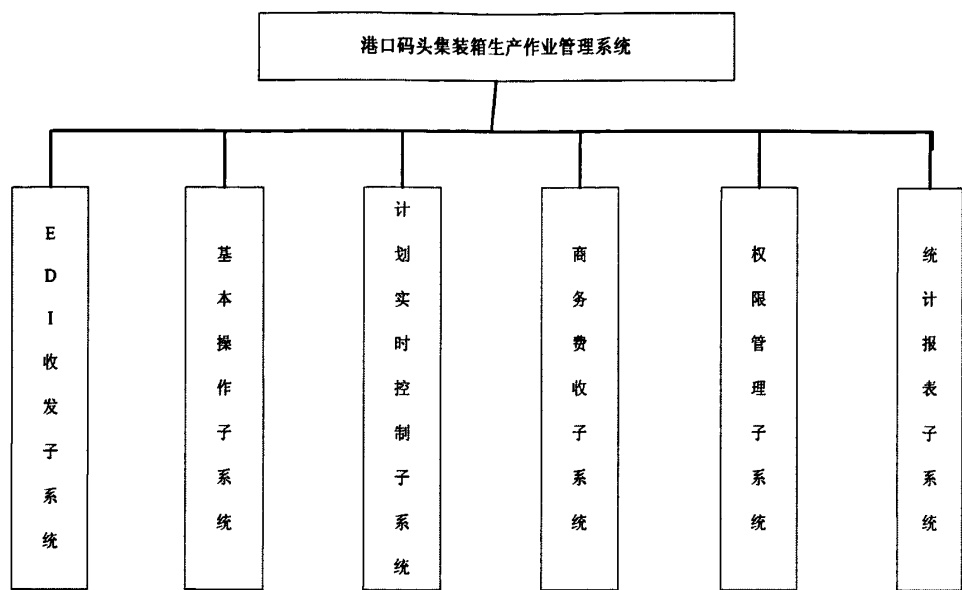 港口码头集装箱生产作业管理系统
EDI收发子系统
基本操作子系统
计划实时控制子系统
商务费收子系统
权限管理子系统
统计报表子系统